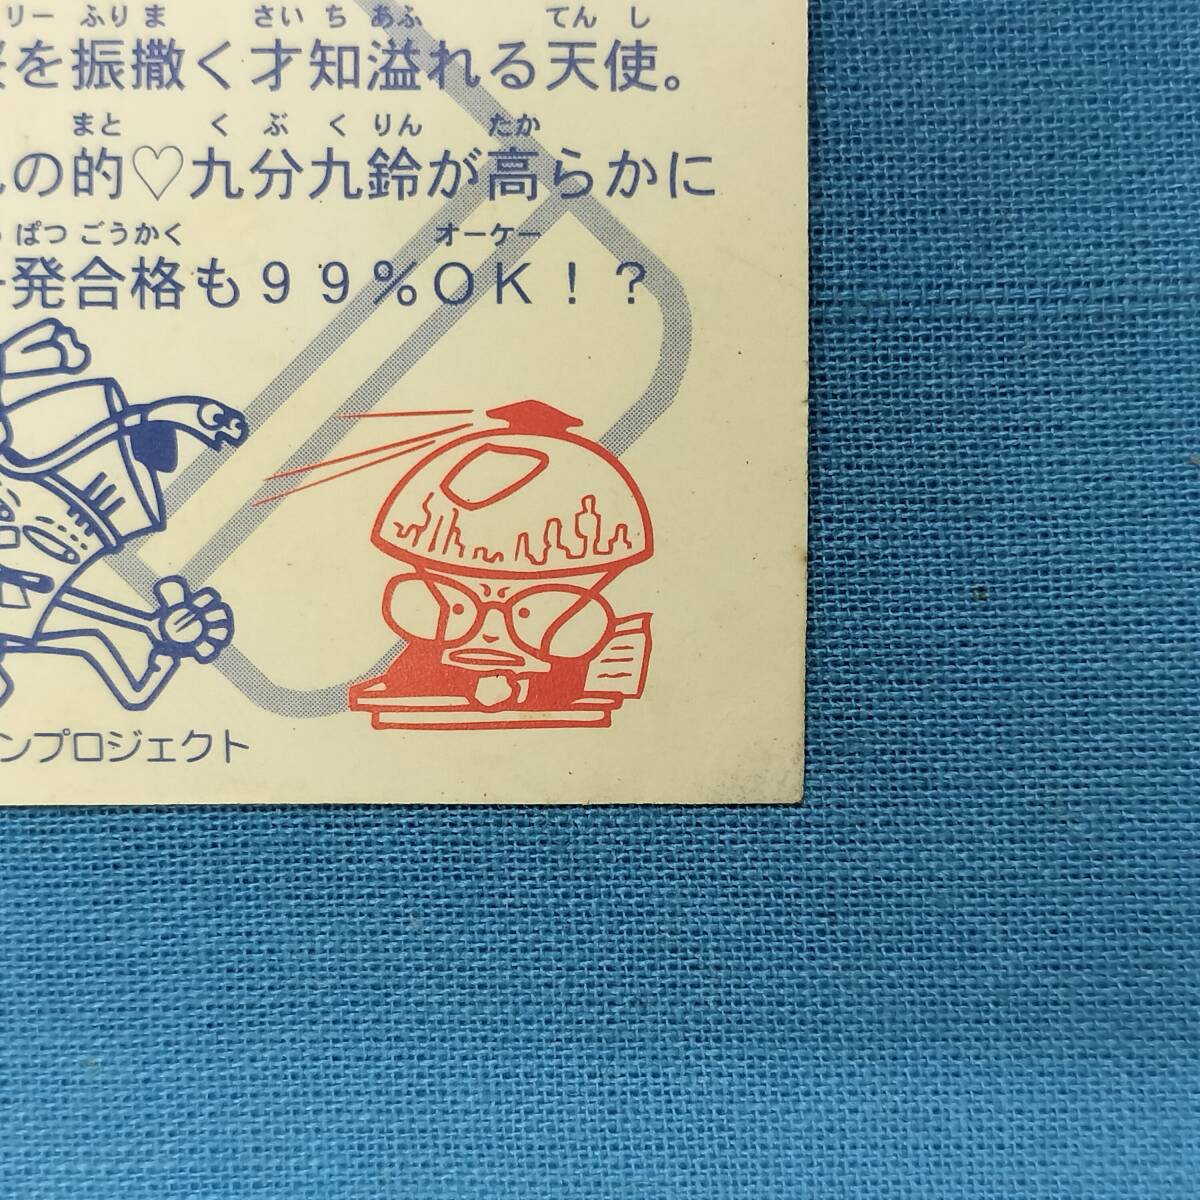 リー ふりま さいちあふ てんし
を振撒く才知溢れる天使。
まと くぶくりん たか
の的♡九分九鈴が高らかに
ぱつごうかく オーケー
発合格も９９％ＯＫ！？
ンプロジェクト